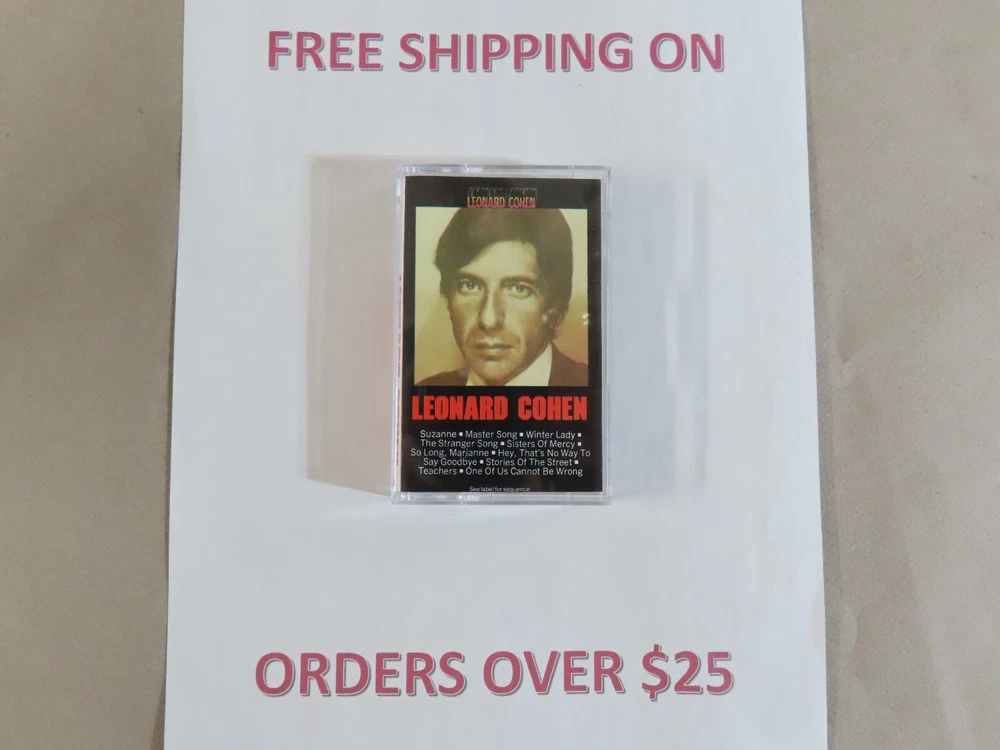 FREE SHIPPING ON
LEONARD COHEN
LEONARD COHEN
Suzanne ▪ Master Song ▪ Winter Lady ▪
The Stranger Song ▪ Sisters Of Mercy ▪
So Long, Marianne ▪ Hey, That's No Way To
Say Goodbye ▪ Stories Of The Street ▪
Teachers ▪ One Of Us Cannot Be Wrong
See label for sequence
ORDERS OVER $25